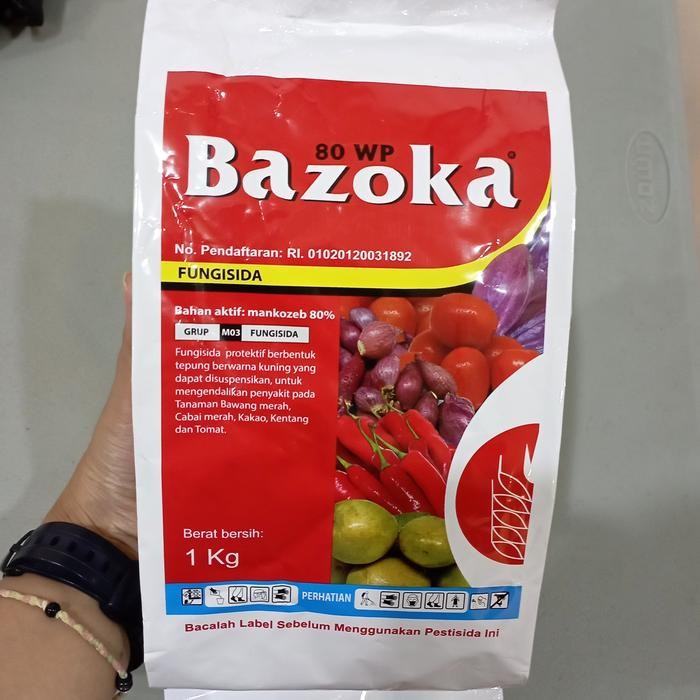 80 WP
Bazoka
No. Pendaftaran: RI. 01020120031892
FUNGISIDA
Bahan aktif: mankozeb 80%
GRUP M03 FUNGISIDA
Fungisida protektif berbentuk
tepung berwarna kuning yang
dapat disuspensikan, untuk
mengendalikan penyakit pada
Tanaman Bawang merah,
Cabai merah, Kakao, Kentang
dan Tomat.
Berat bersih:
1 Kg
PERHATIAN
Bacalah Label Sebelum Menggunakan Pestisida Ini